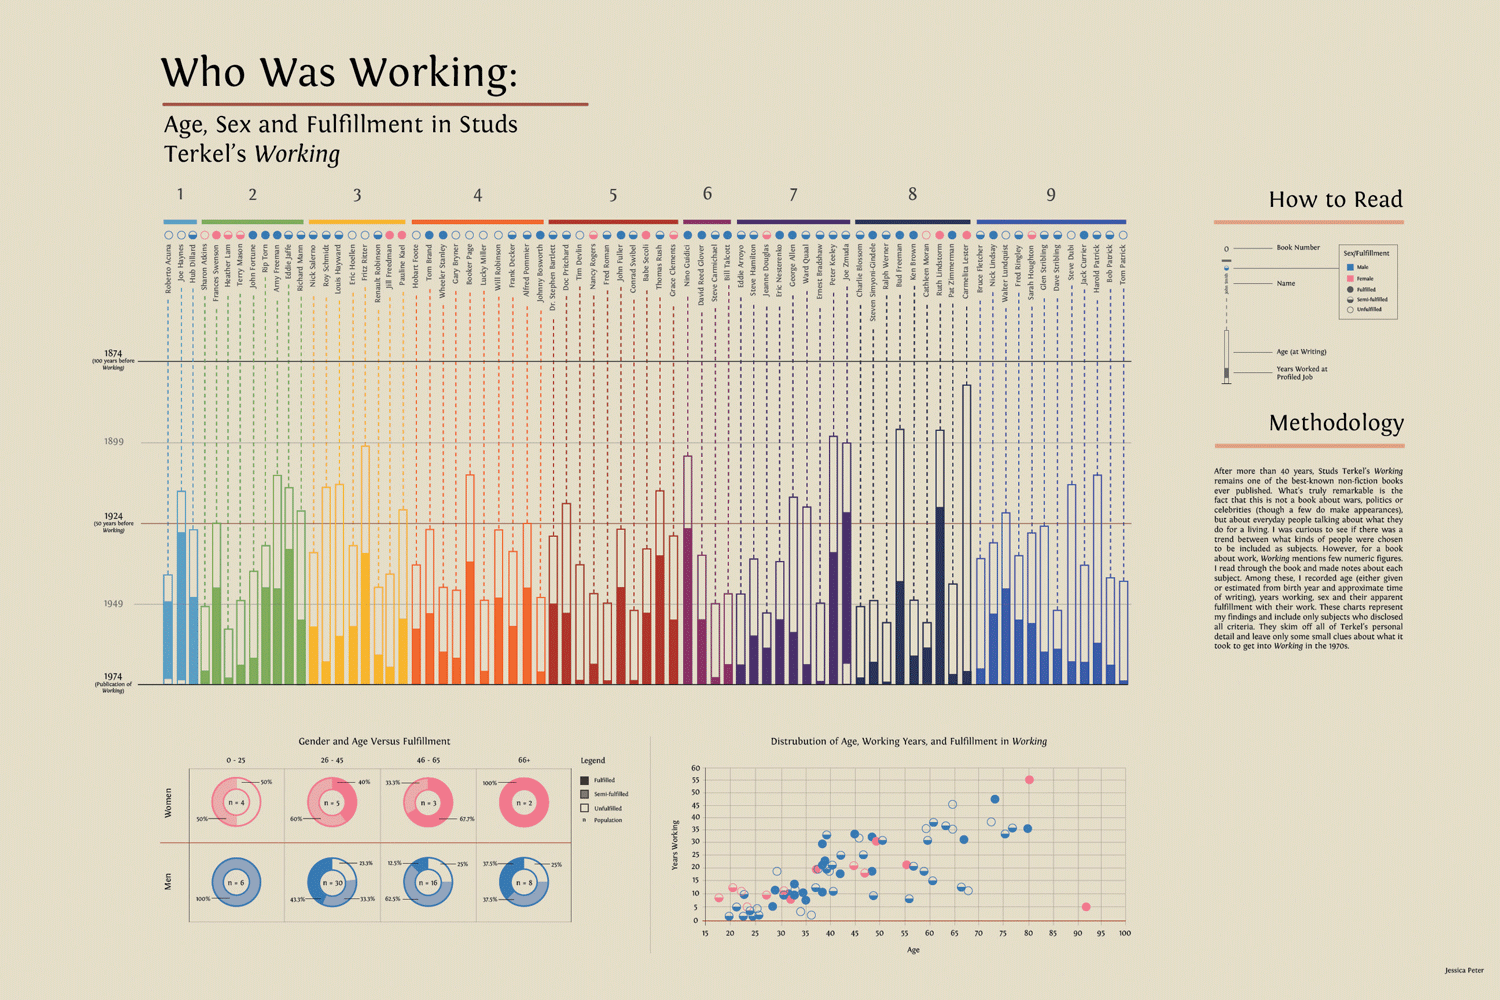 Who Was Working:
Age, Sex and Fulfillment in Studs
Terkel's Working
1 2 3 4 5 6 7 8 9
Roberto Acuna
Joe Haynes
Hub Dillard
Sharon Atkins
Frances Swenson
Heather Lamb
Terry Mason
John Fortune
Rip Torn
Arny Freeman
Eddie Jaffe
Richard Mann
Nick Salerno
Roy Schmidt
Louis Hayward
Eric Hoellen
Fritz Ritter
Renault Robinson
Jill Freedman
Pauline Kael
Hobart Foote
Tom Brand
Wheeler Stanley
Gary Bryner
Booker Page
Lucky Miller
Will Robinson
Frank Decker
Alfred Pommier
Johnny Bosworth
Dr. Stephen Bartlett
Doc Pritchard
Tim Devlin
Nancy Rogers
Fred Roman
John Fuller
Conrad Swibel
Babe Secoli
Thomas Rush
Grace Clements
Nino Guidici
David Reed Glover
Steve Carmichael
Bill Talcott
Eddie Arroyo
Steve Hamilton
Jeanne Douglas
Eric Nesterenko
George Allen
Ward Quaal
Ernest Bradshaw
Peter Keeley
Joe Zmuda
Charlie Blossom
Steven Simyoni-Gindele
Ralph Werner
Bud Freeman
Ken Brown
Cathleen Moran
Ruth Lindstrom
Pat Zimmerman
Carmelita Lester
Bruce Fletcher
Nick Lindsay
Walter Lundquist
Fred Ringley
Sarah Houghton
Glen Stribling
Dave Stribling
Steve Dubi
Jack Currier
Harold Patrick
Bob Patrick
Tom Patrick
1874
(100 years before
Working)
1899
1924
(50 years before
Working)
1949
1974
(Publication of
Working)
How to Read
0
Book Number
Name
Age (at Writing)
Years Worked at
Profiled Job
Sex/Fulfillment
Male
Female
Fulfilled
Semi-fulfilled
Unfulfilled
Methodology
After more than 40 years, Studs Terkel's Working
remains one of the best-known non-fiction books
ever published. What's truly remarkable is the
fact that this is not a book about wars, politics or
celebrities (though a few do make appearances),
but about everyday people talking about what they
do for a living. I was curious to see if there was a
trend between what kinds of people were chosen
to be included as subjects. However, for a book
about work, Working mentions few numeric figures.
I read through the book and made notes about each
subject. Among these, I recorded age (either given
or estimated from birth year and approximate time
of writing), years working, sex and their apparent
fulfillment with their work. These charts represent
my findings and include only subjects who disclosed
all criteria. They skim off all of Terkel's personal
detail and leave only some small clues about what it
took to get into Working in the 1970s.
Gender and Age Versus Fulfillment
0 - 25 26 - 45 46 - 65 66+
Women
50% n = 4 50%
40% n = 5 60%
33.3% n = 3 67.7%
100% n = 2
Men
n = 6 100%
23.3% n = 30 43.3% 33.3%
12.5% 25% n = 16 62.5%
37.5% 25% n = 8 37.5%
Legend
Fulfilled
Semi-fulfilled
Unfulfilled
n Population
Distrubution of Age, Working Years, and Fulfillment in Working
Years Working
60
55
50
45
40
35
30
25
20
15
10
5
0
15 20 25 30 35 40 45 50 55 60 65 70 75 80 85 90 95 100
Age
Jessica Peter